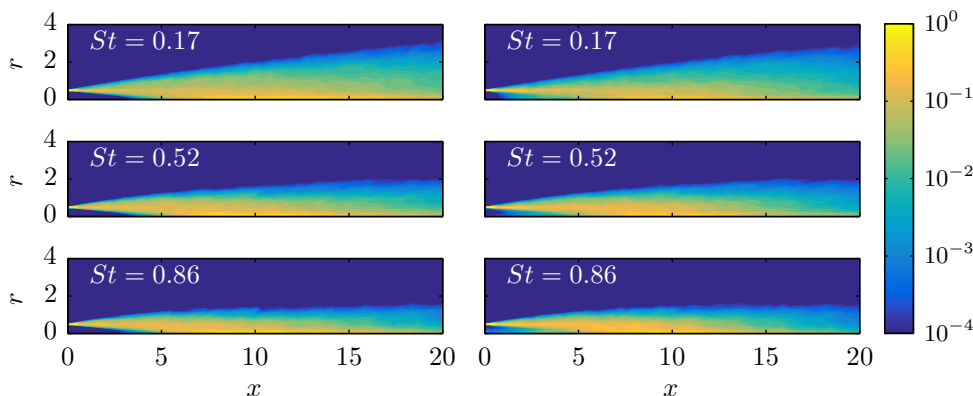 4
2
0
r
St = 0.17
St = 0.17
4
2
0
r
St = 0.52
St = 0.52
4
2
0
r
St = 0.86
St = 0.86
0 5 10 15 20
0 5 10 15 20
x
x
10^0
10^-1
10^-2
10^-3
10^-4